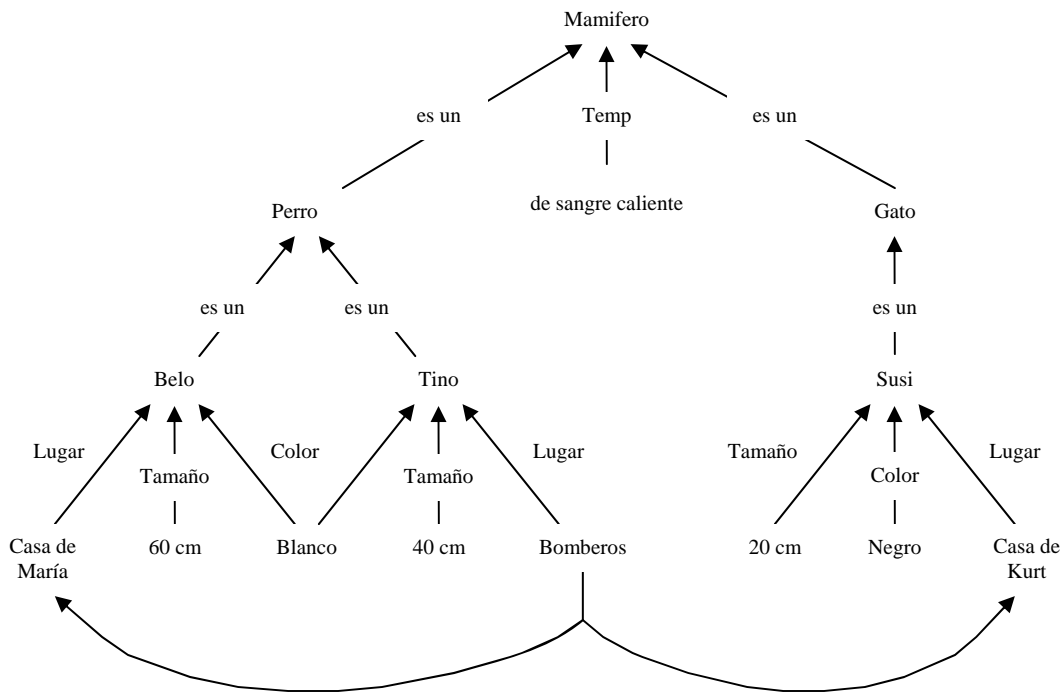 Mamifero
es un
Temp
es un
Perro
de sangre caliente
Gato
es un
es un
es un
Belo
Tino
Susi
Lugar
Tamaño
Color
Tamaño
Lugar
Tamaño
Color
Lugar
Casa de
María
60 cm
Blanco
40 cm
Bomberos
20 cm
Negro
Casa de
Kurt